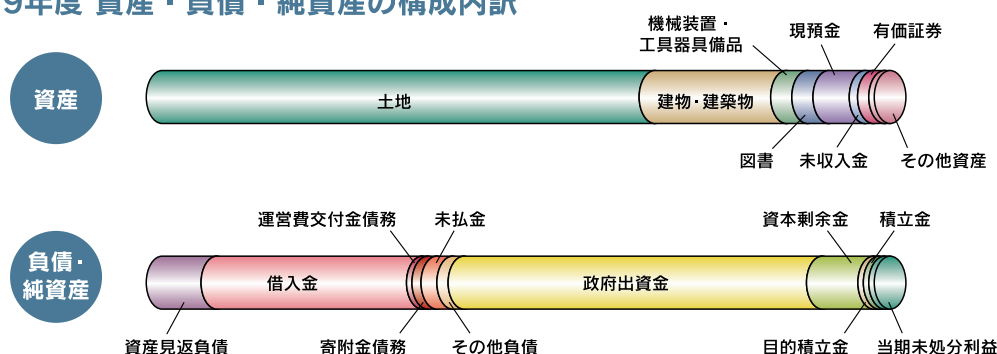 9年度 資産・負債・純資産の構成内訳
機械装置・
工具器具備品
現預金
有価証券
資産
土地
建物・建築物
図書
未収入金
その他資産
運営費交付金債務
未払金
資本剰余金
積立金
負債・
純資産
借入金
政府出資金
資産見返負債
寄附金債務
その他負債
目的積立金
当期未処分利益